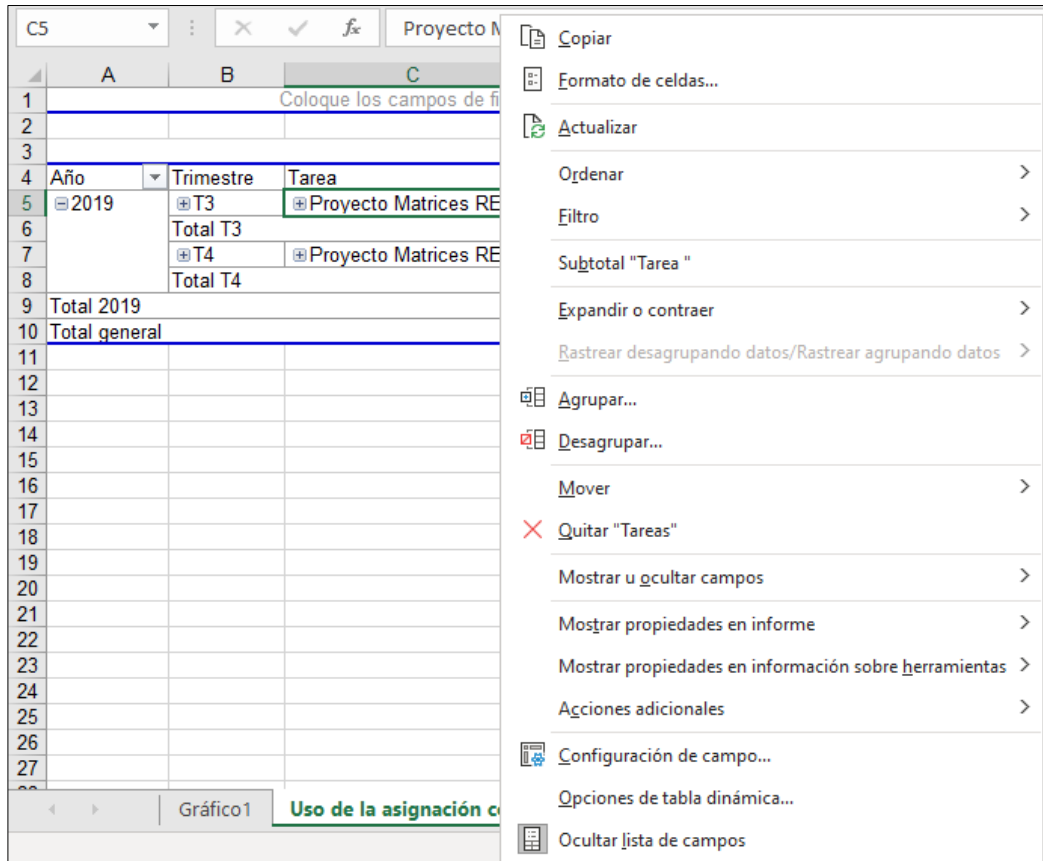 C5 fx Proyecto M
A B C
1 Coloque los campos de fi
2
3
4 Año Trimestre Tarea
5 2019 T3 Proyecto Matrices RE
6 Total T3
7 T4 Proyecto Matrices RE
8 Total T4
9 Total 2019
10 Total general
11
12
13
14
15
16
17
18
19
20
21
22
23
24
25
26
27
Gráfico1 Uso de la asignación co
Copiar
Formato de celdas...
Actualizar
Ordenar
Filtro
Subtotal "Tarea "
Expandir o contraer
Rastrear desagrupando datos/Rastrear agrupando datos
Agrupar...
Desagrupar...
Mover
Quitar "Tareas"
Mostrar u ocultar campos
Mostrar propiedades en informe
Mostrar propiedades en información sobre herramientas
Acciones adicionales
Configuración de campo...
Opciones de tabla dinámica...
Ocultar lista de campos